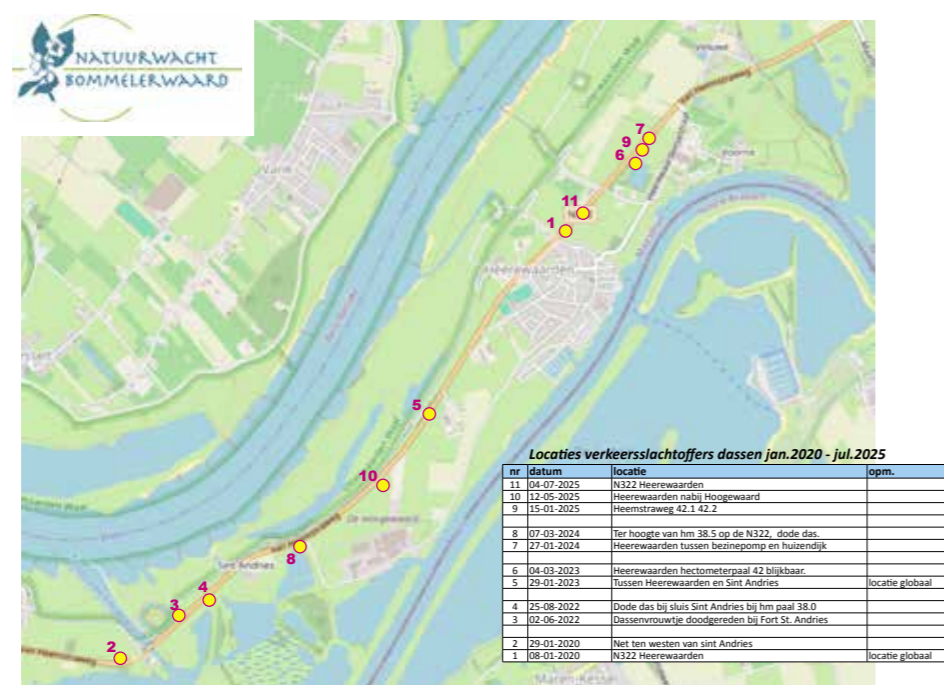 NATUURWACHT
BOMMELERWAARD
7
9
6
11
1
Heerewaarden
5
10
8
Sint Andries
4
3
2
Locaties verkeersslachtoffers dassen jan.2020 - jul.2025
nr datum locatie opm.
11 04-07-2025 N322 Heerewaarden
10 12-05-2025 Heerewaarden nabij Hoogewaard
9 15-01-2025 Heemstraweg 42.1 42.2
8 07-03-2024 Ter hoogte van hm 38.5 op de N322, dode das.
7 27-01-2024 Heerewaarden tussen bezinepomp en huizendijk
6 04-03-2023 Heerewaarden hectometerpaal 42 blijkbaar.
5 29-01-2023 Tussen Heerewaarden en Sint Andries locatie globaal
4 25-08-2022 Dode das bij sluis Sint Andries bij hm paal 38.0
3 02-06-2022 Dassenvrouwtje doodgereden bij Fort St. Andries
2 29-01-2020 Net ten westen van sint Andries
1 08-01-2020 N322 Heerewaarden locatie globaal